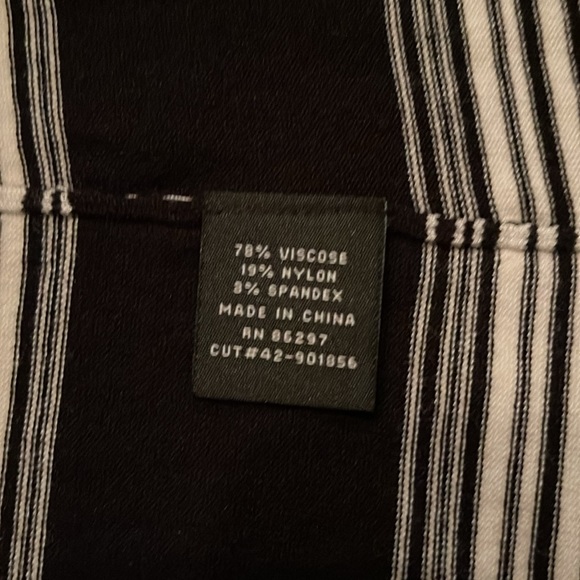 78% VISCOSE
19% NYLON
3% SPANDEX
MADE IN CHINA
RN 86297
CUT#42-901856